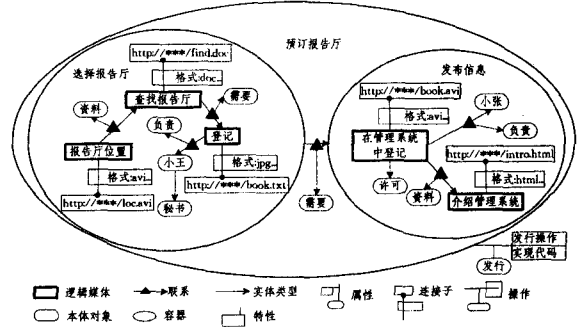 预订报告厅
选择报告厅
http://***/find.doc
格式:doc...
资料
查找报告厅
需要
负责
登记
报告厅位置
小王
格式:avi...
格式:jpg...
http://***/loc.avi
http://***/book.txt
秘书
需要
发布信息
http://***/book.avi
格式:avi...
小张
在管理系统
中登记
负责
http://***/intro.html
许可
格式:html...
资料
介绍管理系统
发行操作
实现代码
发行
逻辑媒体
联系
实体类型
属性
连接子
操作
本体对象
容器
特性